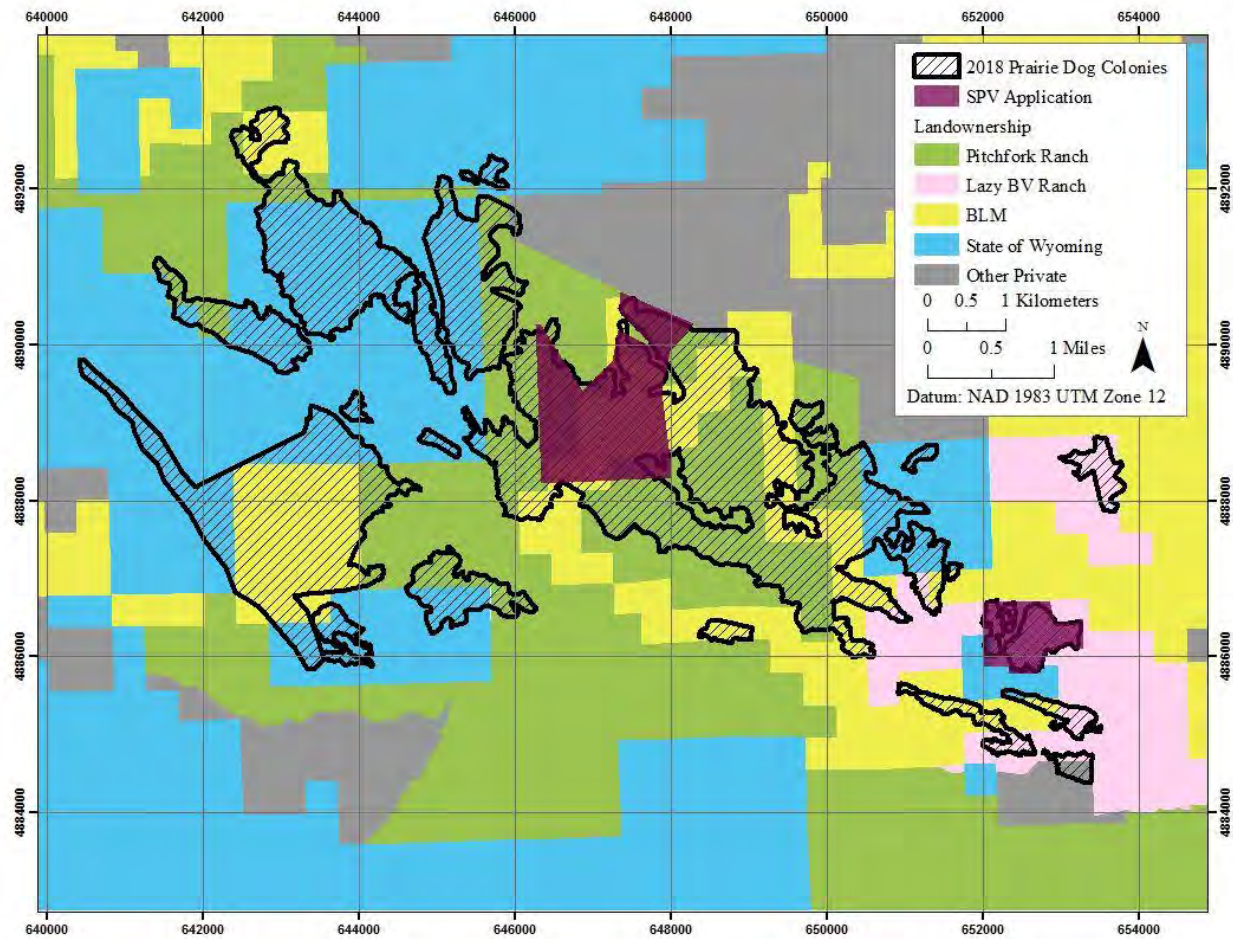 640000 642000 644000 646000 648000 650000 652000 654000
2018 Prairie Dog Colonies
SPV Application
Landownership
Pitchfork Ranch
Lazy BV Ranch
BLM
State of Wyoming
Other Private
0 0.5 1 Kilometers
N
0 0.5 1 Miles
Datum: NAD 1983 UTM Zone 12
4892000 4892000
4890000 4890000
4888000 4888000
4886000 4886000
4884000 4884000
640000 642000 644000 646000 648000 650000 652000 654000